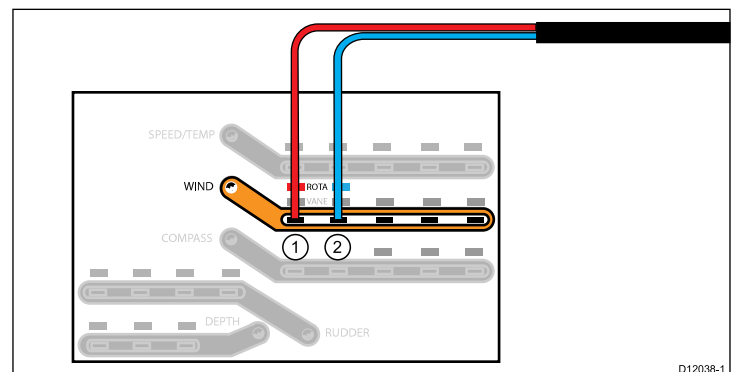 SPEED/TEMP
WIND
ROTA
VANE
1 2
COMPASS
DEPTH
RUDDER
D12038-1